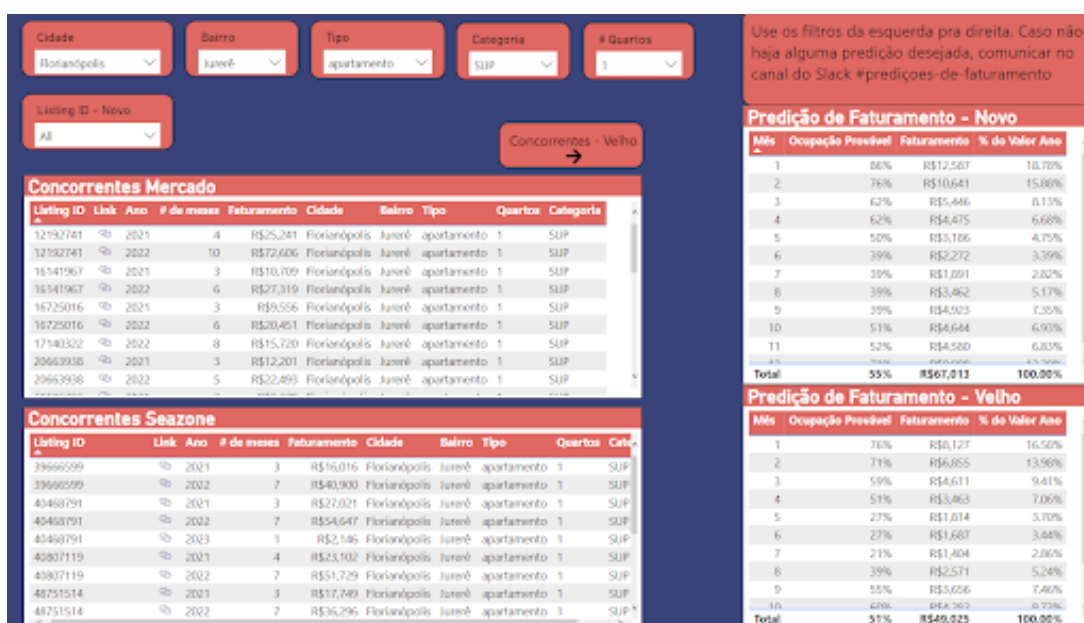 Cidade
Florianópolis
Bairro
Jurerê
Tipo
apartamento
Categoria
SUP
# Quartos
1
Listing ID - Novo
All
Concorrentes - Velho
Concorrentes Mercado
Listing ID Link Ano # de meses Faturamento Cidade Bairro Tipo Quartos Categoria
12192741 2021 4 R$25,241 Florianópolis Jurerê apartamento 1 SUP
12192741 2022 10 R$72,606 Florianópolis Jurerê apartamento 1 SUP
16141967 2021 3 R$10,709 Florianópolis Jurerê apartamento 1 SUP
16141967 2022 6 R$27,319 Florianópolis Jurerê apartamento 1 SUP
16725016 2021 3 R$9,556 Florianópolis Jurerê apartamento 1 SUP
16725016 2022 6 R$20,451 Florianópolis Jurerê apartamento 1 SUP
17140322 2022 8 R$15,720 Florianópolis Jurerê apartamento 1 SUP
20663938 2021 3 R$12,201 Florianópolis Jurerê apartamento 1 SUP
20663938 2022 5 R$22,493 Florianópolis Jurerê apartamento 1 SUP
Concorrentes Seazone
Listing ID Link Ano # de meses Faturamento Cidade Bairro Tipo Quartos Cate
39666599 2021 3 R$16,016 Florianópolis Jurerê apartamento 1 SUP
39666599 2022 7 R$40,900 Florianópolis Jurerê apartamento 1 SUP
40468791 2021 3 R$27,021 Florianópolis Jurerê apartamento 1 SUP
40468791 2022 7 R$54,647 Florianópolis Jurerê apartamento 1 SUP
40468791 2023 1 R$2,146 Florianópolis Jurerê apartamento 1 SUP
40807119 2021 4 R$23,102 Florianópolis Jurerê apartamento 1 SUP
40807119 2022 7 R$51,729 Florianópolis Jurerê apartamento 1 SUP
48751514 2021 3 R$17,749 Florianópolis Jurerê apartamento 1 SUP
48751514 2022 7 R$36,296 Florianópolis Jurerê apartamento 1 SUP
Use os filtros da esquerda pra direita. Caso não
haja alguma predição desejada, comunicar no
canal do Slack #prediçoes-de-faturamento
Predição de Faturamento - Novo
Mês Ocupação Provável Faturamento % do Valor Ano
1 86% R$12,587 18.78%
2 76% R$10,641 15.88%
3 62% R$5,446 8.13%
4 62% R$4,475 6.68%
5 50% R$3,186 4.75%
6 39% R$2,272 3.39%
7 39% R$1,891 2.82%
8 39% R$3,462 5.17%
9 39% R$4,923 7.35%
10 51% R$4,644 6.93%
11 52% R$4,580 6.83%
Total 55% R$67,013 100.00%
Predição de Faturamento - Velho
Mês Ocupação Provável Faturamento % do Valor Ano
1 76% R$8,127 16.58%
2 71% R$6,855 13.98%
3 59% R$4,611 9.41%
4 51% R$3,463 7.06%
5 27% R$1,814 3.70%
6 27% R$1,687 3.44%
7 21% R$1,404 2.86%
8 39% R$2,571 5.24%
9 55% R$3,656 7.46%
Total 51% R$49,025 100.00%